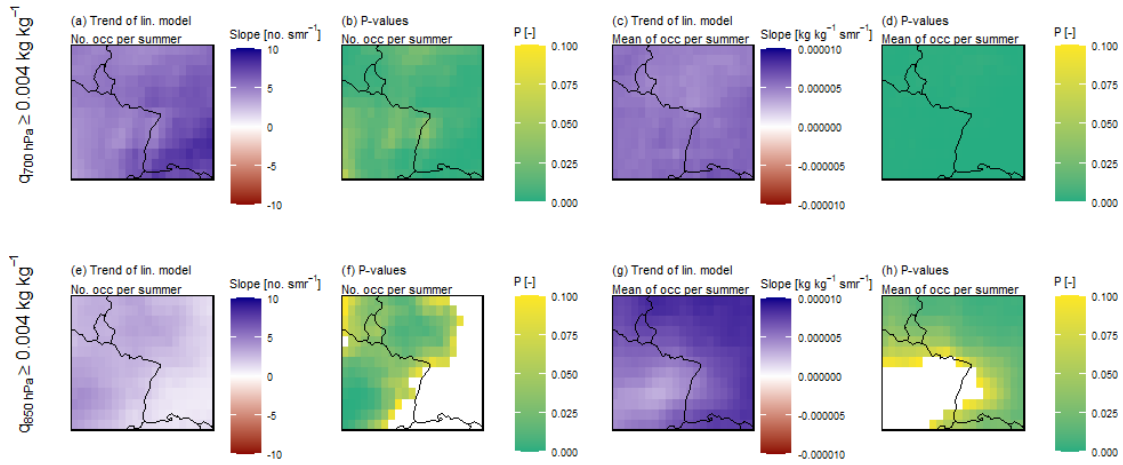 (a) Trend of lin. model
No. occ per summer
Slope [no. smr⁻¹]
10
5
0
-5
-10
(b) P-values
No. occ per summer
P [-]
0.100
0.075
0.050
0.025
0.000
(c) Trend of lin. model
Mean of occ per summer
Slope [kg kg⁻¹ smr⁻¹]
0.000010
0.000005
0.000000
-0.000005
-0.000010
(d) P-values
Mean of occ per summer
P [-]
0.100
0.075
0.050
0.025
0.000
q700 hPa ≥ 0.004 kg kg⁻¹
(e) Trend of lin. model
No. occ per summer
Slope [no. smr⁻¹]
10
5
0
-5
-10
(f) P-values
No. occ per summer
P [-]
0.100
0.075
0.050
0.025
0.000
(g) Trend of lin. model
Mean of occ per summer
Slope [kg kg⁻¹ smr⁻¹]
0.000010
0.000005
0.000000
-0.000005
-0.000010
(h) P-values
Mean of occ per summer
P [-]
0.100
0.075
0.050
0.025
0.000
q850 hPa ≥ 0.004 kg kg⁻¹